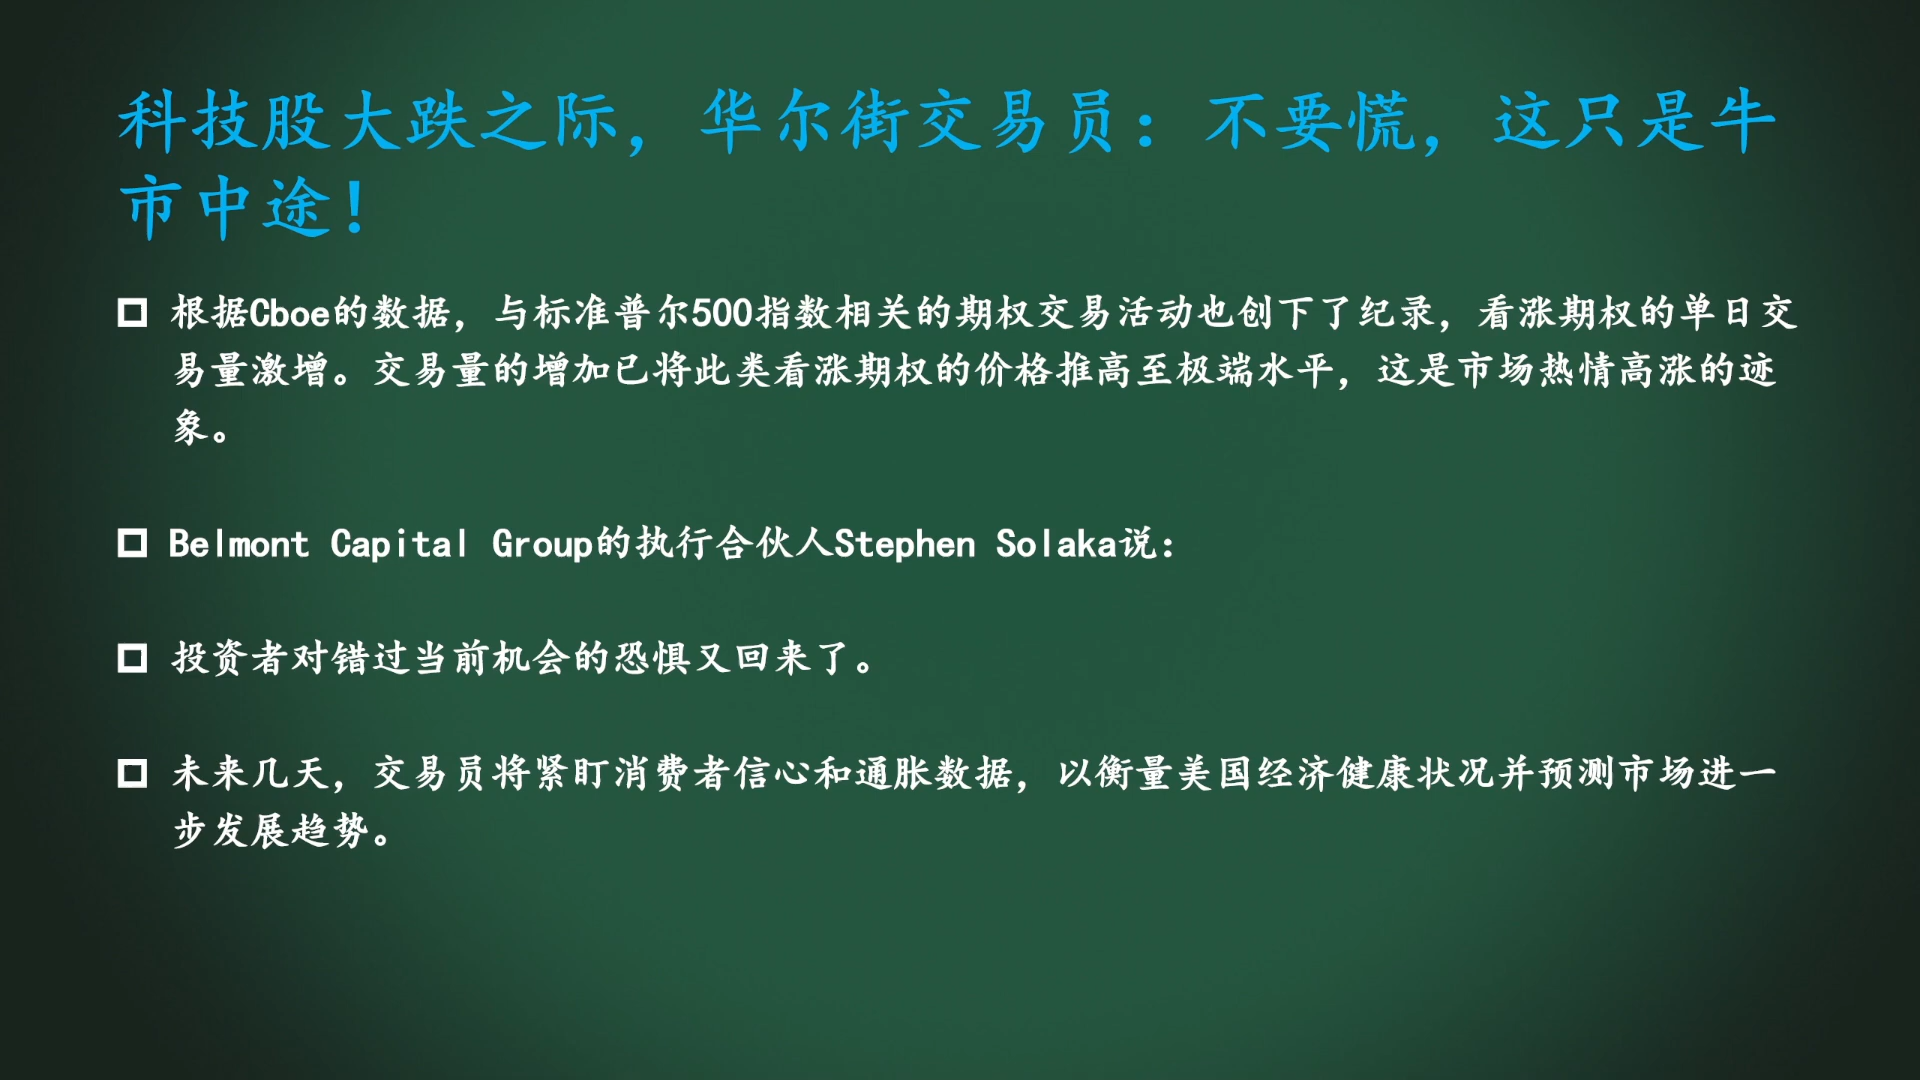 科技股大跌之际，华尔街交易员：不要慌，这只是牛
市中途！
根据Cboe的数据，与标准普尔500指数相关的期权交易活动也创下了纪录，看涨期权的单日交
易量激增。交易量的增加已将此类看涨期权的价格推高至极端水平，这是市场热情高涨的迹
象。
Belmont Capital Group的执行合伙人Stephen Solaka说：
投资者对错过当前机会的恐惧又回来了。
未来几天，交易员将紧盯消费者信心和通胀数据，以衡量美国经济健康状况并预测市场进一
步发展趋势。